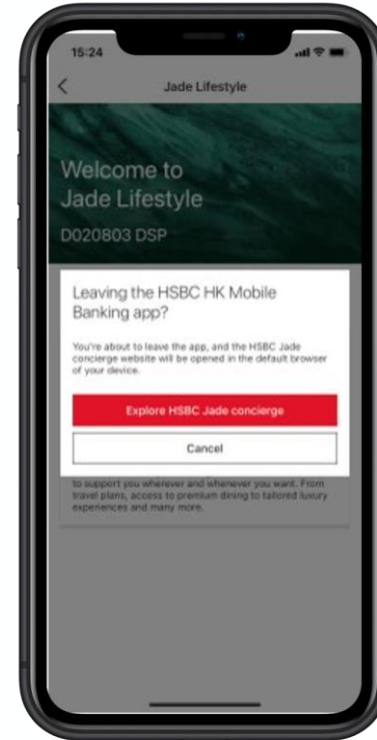 15:24
Jade Lifestyle
Welcome to
Jade Lifestyle
D020803 DSP
Leaving the HSBC HK Mobile
Banking app?
You're about to leave the app, and the HSBC Jade
concierge website will be opened in the default browser
of your device.
Explore HSBC Jade concierge
Cancel
to support you wherever and whenever you want. From
travel plans, access to premium dining to tailored luxury
experiences and many more.